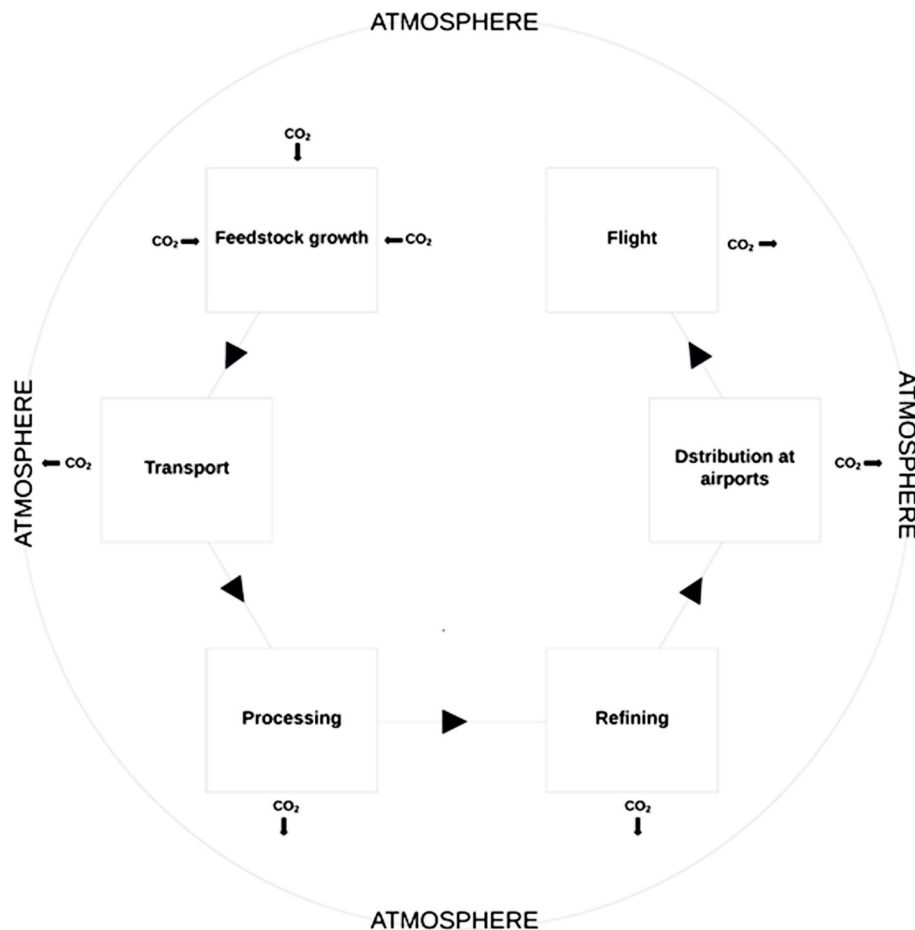 ATMOSPHERE
CO₂
Feedstock growth
CO₂
CO₂
Flight
CO₂
ATMOSPHERE
CO₂
Transport
Dstribution at
airports
CO₂
ATMOSPHERE
Processing
Refining
CO₂
CO₂
ATMOSPHERE